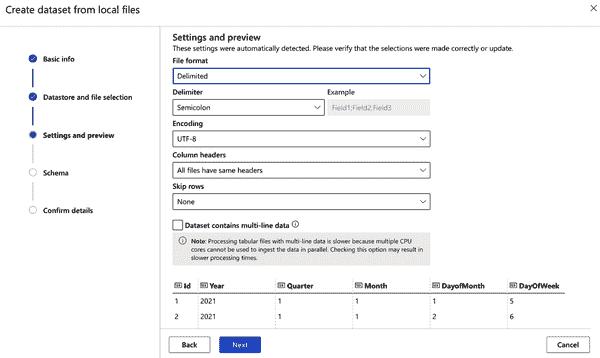 Create dataset from local files
Basic info
Datastore and file selection
Settings and preview
Schema
Confirm details
Settings and preview
These settings were automatically detected. Please verify that the selections were made correctly or update.
File format
Delimited
Delimiter Example
Semicolon Field1;Field2;Field3
Encoding
UTF-8
Column headers
All files have same headers
Skip rows
None
Dataset contains multi-line data
Note: Processing tabular files with multi-line data is slower because multiple CPU
cores cannot be used to ingest the data in parallel. Checking this option may result in
slower processing times.
Id Year Quarter Month DayofMonth DayOfWeek
1 2021 1 1 1 5
1 2021 1 1 2 6
Back Next Cancel